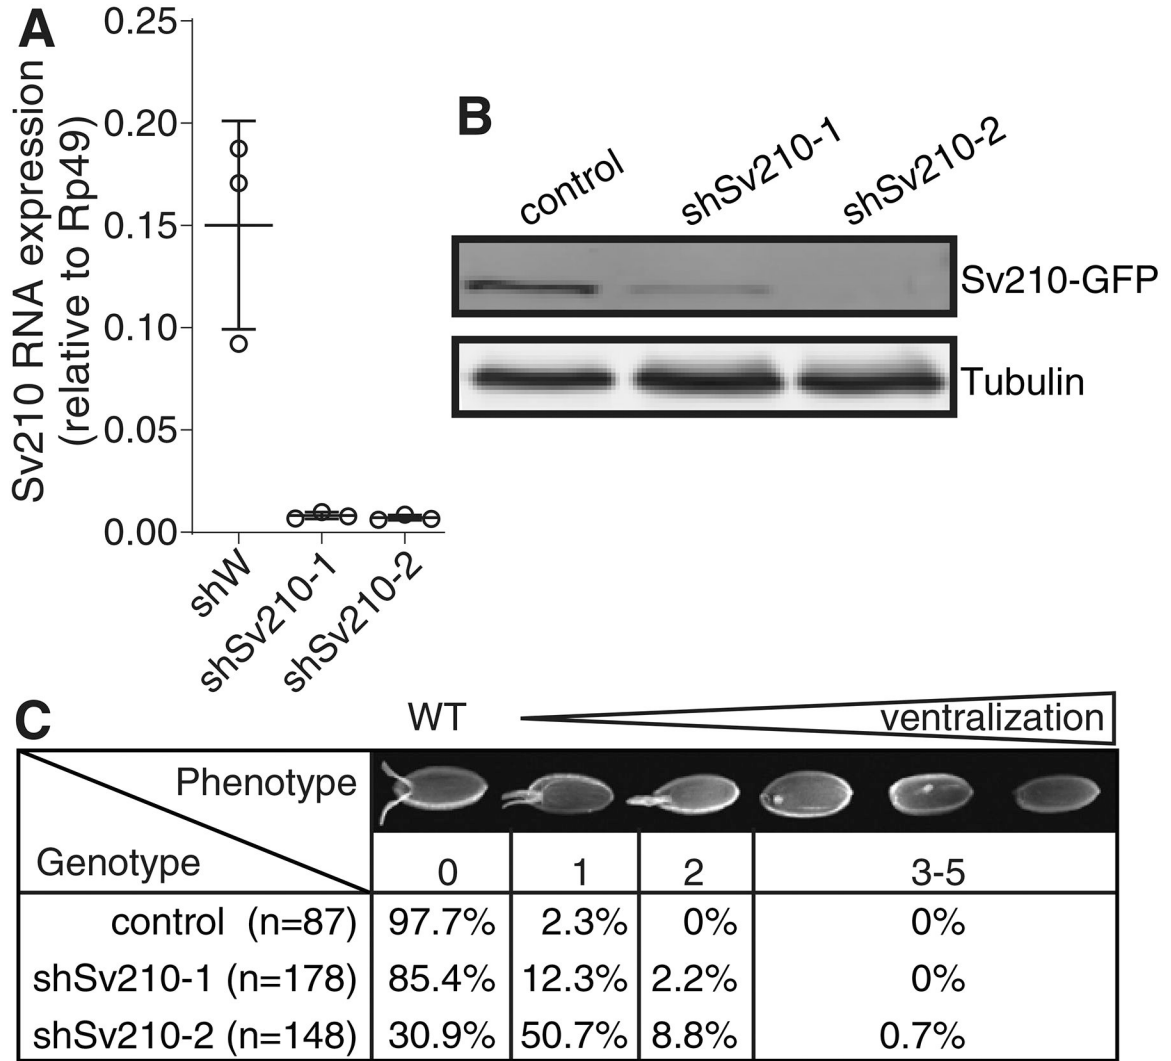 A
Sv210 RNA expression
(relative to Rp49)
0.25
0.20
0.15
0.10
0.05
0.00
shW
shSv210-1
shSv210-2
B
control
shSv210-1
shSv210-2
Sv210-GFP
Tubulin
C
WT
ventralization
Phenotype
Genotype
0 1 2 3-5
control (n=87) 97.7% 2.3% 0% 0%
shSv210-1 (n=178) 85.4% 12.3% 2.2% 0%
shSv210-2 (n=148) 30.9% 50.7% 8.8% 0.7%